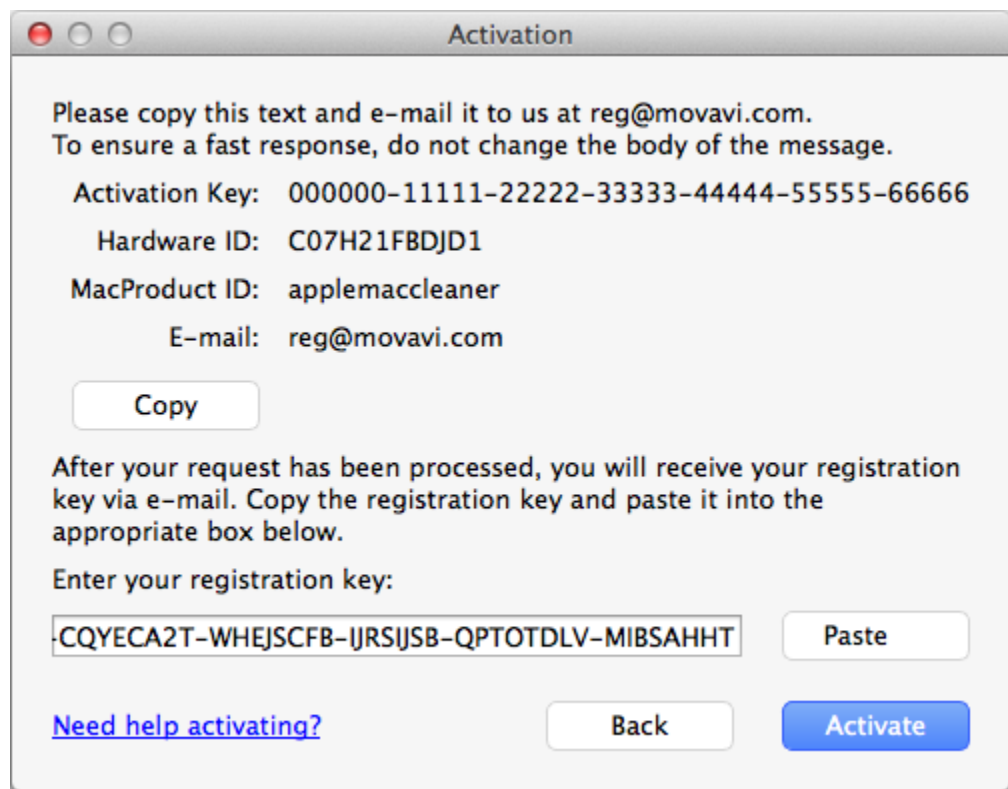 Activation
Please copy this text and e-mail it to us at reg@movavi.com.
To ensure a fast response, do not change the body of the message.
Activation Key: 000000-11111-22222-33333-44444-55555-66666
Hardware ID: C07H21FBDJD1
MacProduct ID: applemaccleaner
E-mail: reg@movavi.com
Copy
After your request has been processed, you will receive your registration
key via e-mail. Copy the registration key and paste it into the
appropriate box below.
Enter your registration key:
-CQYECA2T-WHEJSCFB-IJRSIJSB-QPTOTDLV-MIBSAHHT Paste
Need help activating? Back Activate